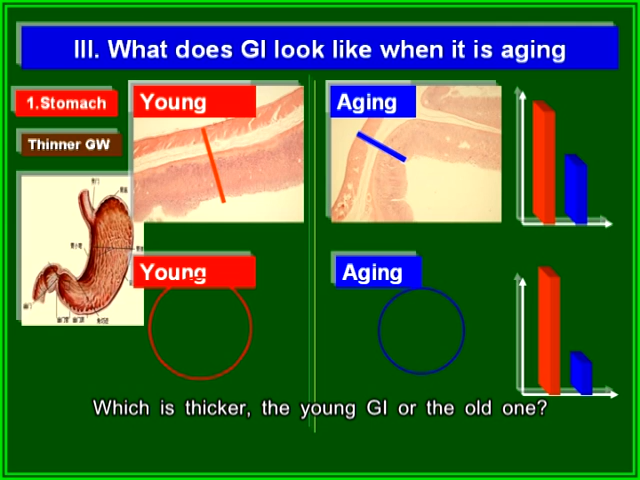 III. What does GI look like when it is aging
1.Stomach
Young
Aging
Thinner GW
Young
Aging
Which is thicker, the young GI or the old one?